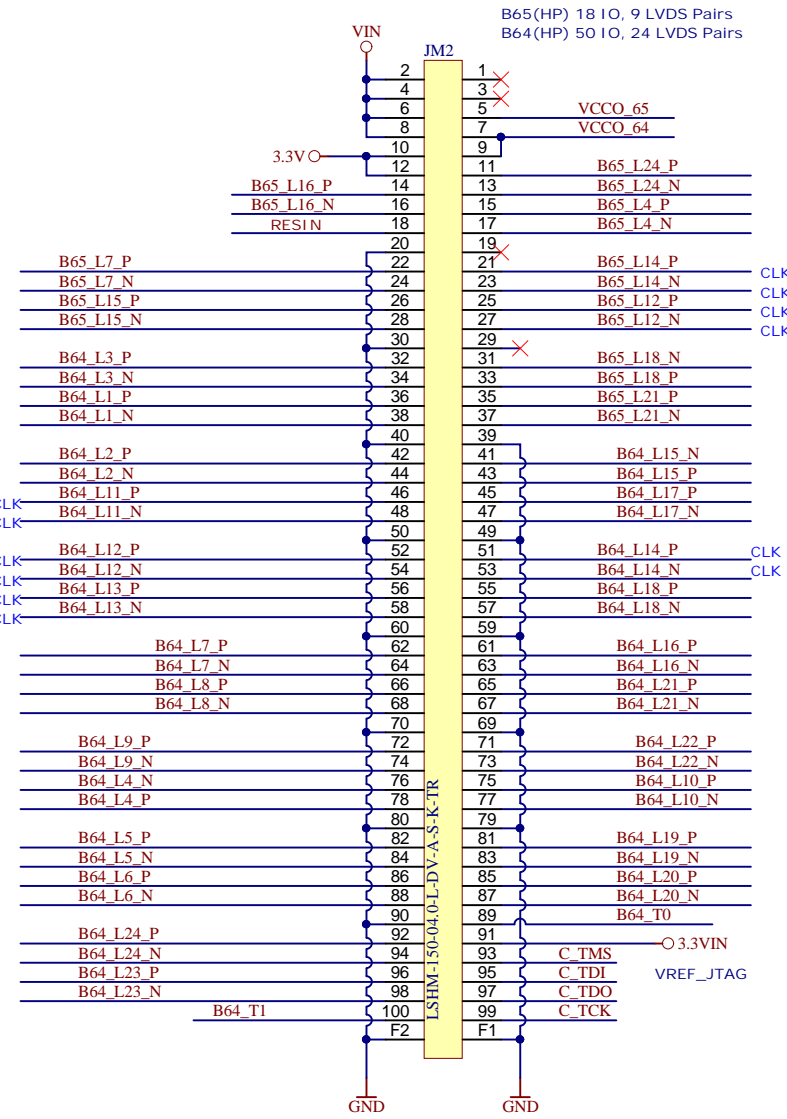 B65(HP) 18 IO, 9 LVDS Pairs
B64(HP) 50 IO, 24 LVDS Pairs
VIN
JM2
2 1
4 3
6 5 VCCO_65
8 7 VCCO_64
3.3V 10 9
12 11 B65_L24_P
B65_L16_P 14 13 B65_L24_N
B65_L16_N 16 15 B65_L4_P
RESIN 18 17 B65_L4_N
20 19
B65_L7_P 22 21 B65_L14_P CLK
B65_L7_N 24 23 B65_L14_N CLK
B65_L15_P 26 25 B65_L12_P CLK
B65_L15_N 28 27 B65_L12_N CLK
30 29
B64_L3_P 32 31 B65_L18_N
B64_L3_N 34 33 B65_L18_P
B64_L1_P 36 35 B65_L21_P
B64_L1_N 38 37 B65_L21_N
40 39
B64_L2_P 42 41 B64_L15_N
B64_L2_N 44 43 B64_L15_P
CLK B64_L11_P 46 45 B64_L17_P
CLK B64_L11_N 48 47 B64_L17_N
50 49
CLK B64_L12_P 52 51 B64_L14_P CLK
CLK B64_L12_N 54 53 B64_L14_N CLK
CLK B64_L13_P 56 55 B64_L18_P
CLK B64_L13_N 58 57 B64_L18_N
60 59
B64_L7_P 62 61 B64_L16_P
B64_L7_N 64 63 B64_L16_N
B64_L8_P 66 65 B64_L21_P
B64_L8_N 68 67 B64_L21_N
70 69
B64_L9_P 72 71 B64_L22_P
B64_L9_N 74 73 B64_L22_N
B64_L4_N 76 75 B64_L10_P
B64_L4_P 78 77 B64_L10_N
80 79
B64_L5_P 82 81 B64_L19_P
B64_L5_N 84 83 B64_L19_N
B64_L6_P 86 85 B64_L20_P
B64_L6_N 88 87 B64_L20_N
90 89 B64_T0
B64_L24_P 92 91 3.3VIN
B64_L24_N 94 93 C_TMS
B64_L23_P 96 95 C_TDI VREF_JTAG
B64_L23_N 98 97 C_TDO
B64_T1 100 99 C_TCK
F2 F1
LSHM-150-04.0-L-DV-A-S-K-TR
GND GND